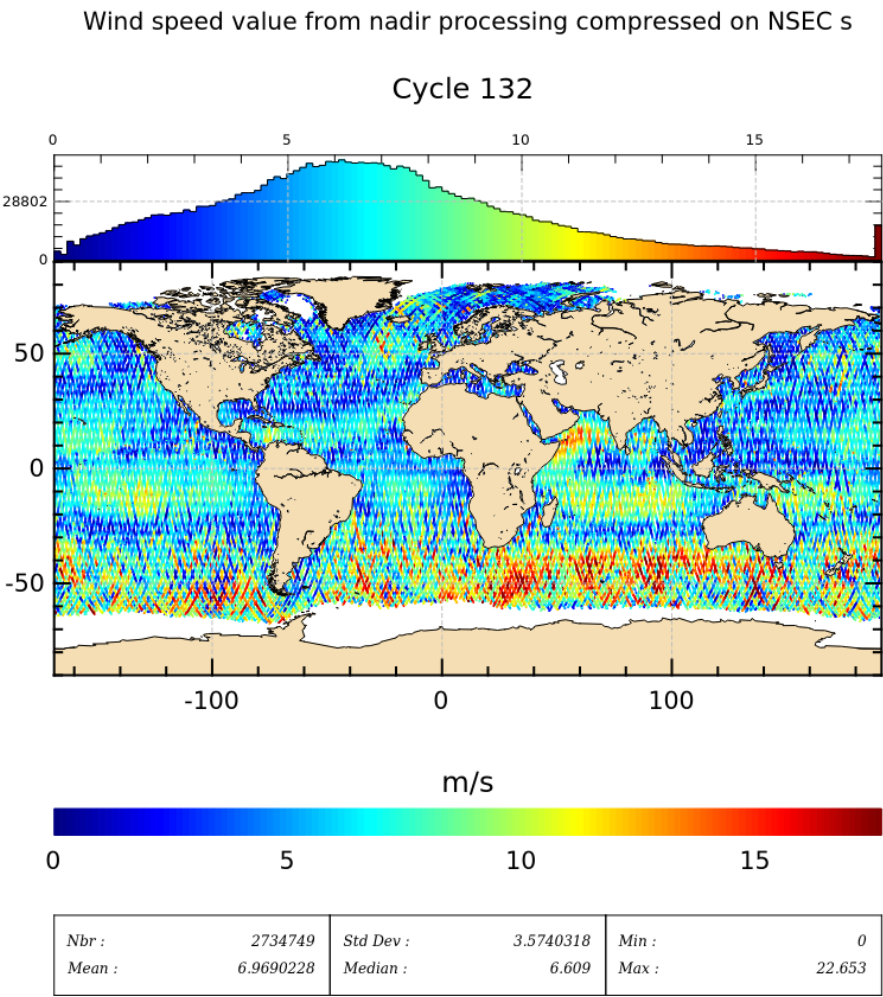 Wind speed value from nadir processing compressed on NSEC s
Cycle 132
0 5 10 15
28802
0
50
0
-50
-100 0 100
m/s
0 5 10 15
Nbr : 2734749 Std Dev : 3.5740318 Min : 0
Mean : 6.9690228 Median : 6.609 Max : 22.653